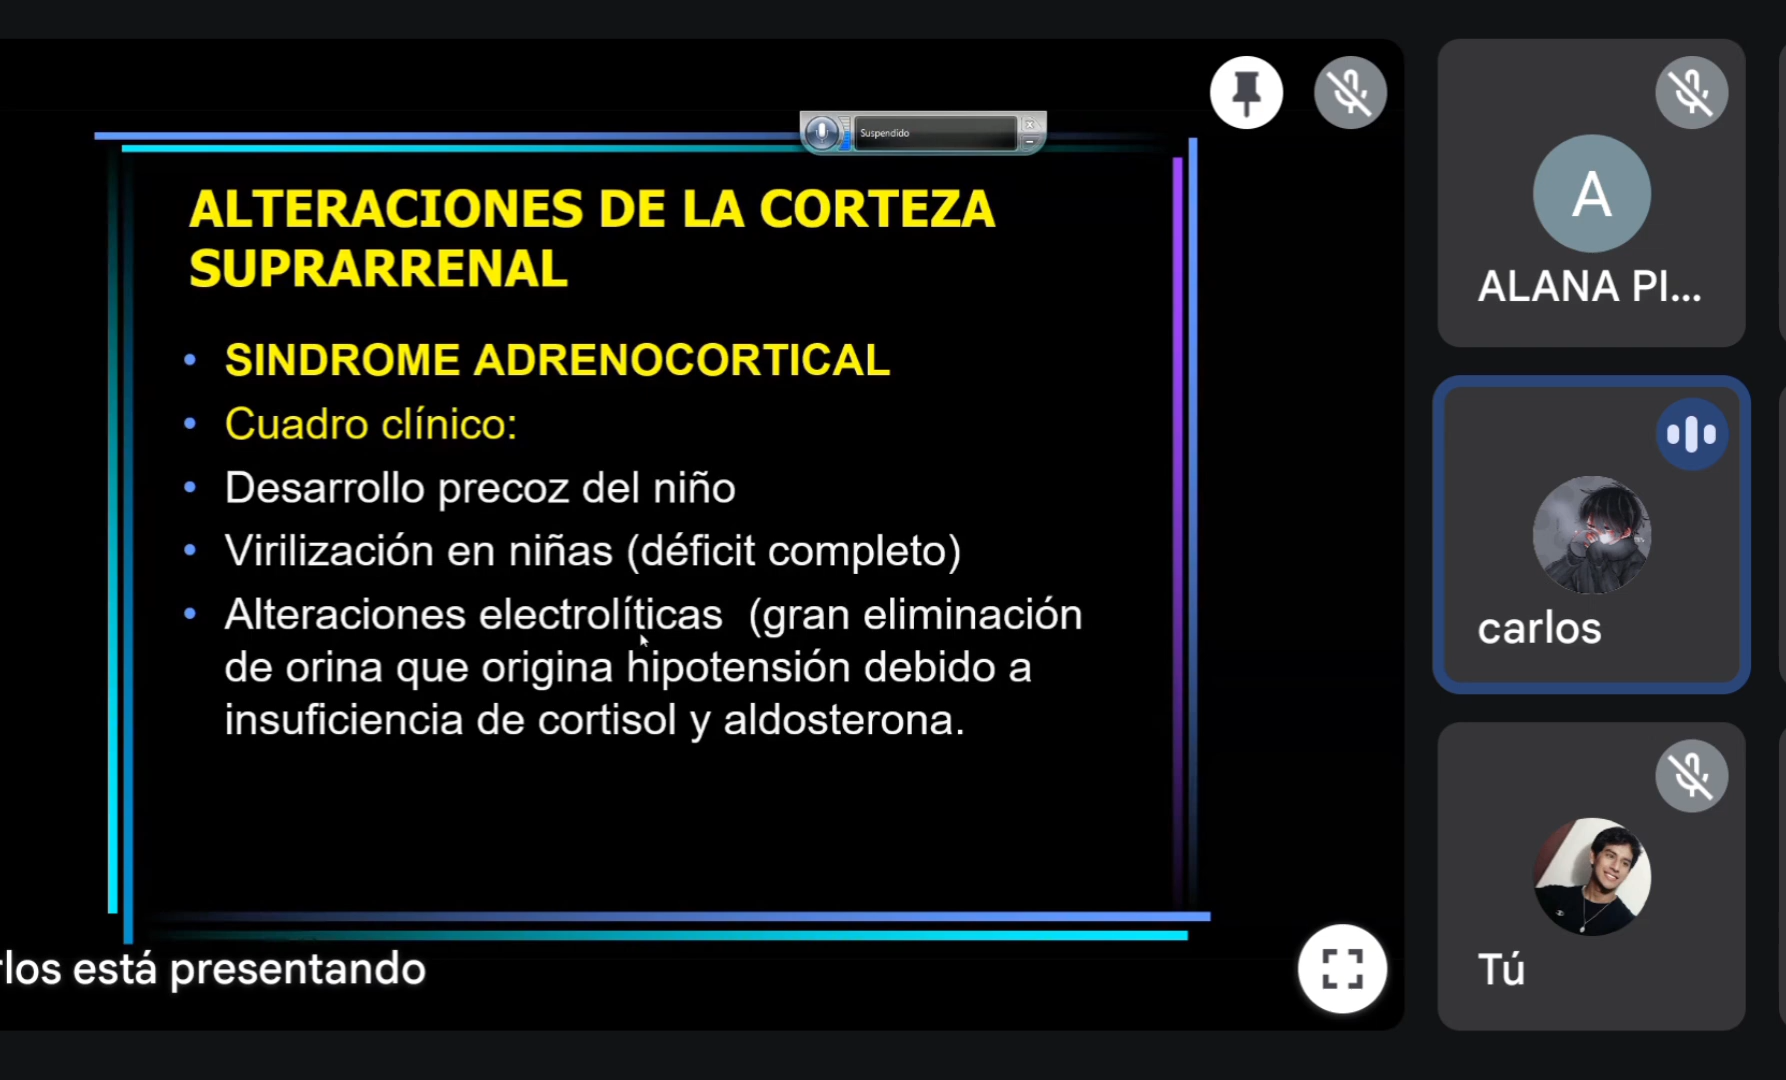 Suspendido
ALTERACIONES DE LA CORTEZA
SUPRARRENAL
• SINDROME ADRENOCORTICAL
• Cuadro clínico:
• Desarrollo precoz del niño
• Virilización en niñas (déficit completo)
• Alteraciones electrolíticas  (gran eliminación
de orina que origina hipotensión debido a
insuficiencia de cortisol y aldosterona.
rlos está presentando
A
ALANA PI...
carlos
Tú